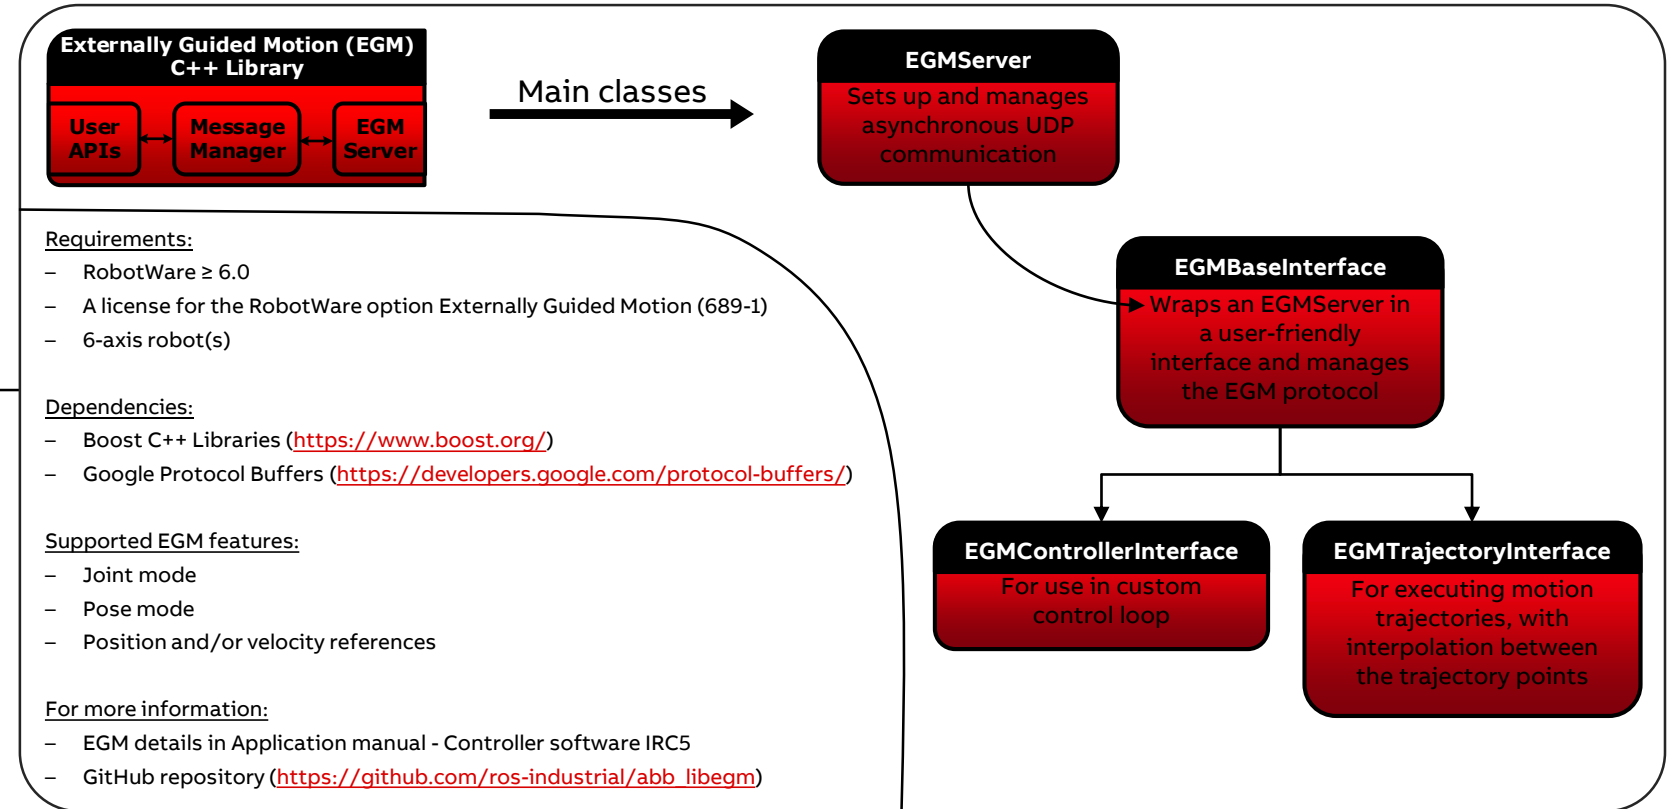 Externally Guided Motion (EGM)
C++ Library
User
APIs
Message
Manager
EGM
Server
Main classes
EGMServer
Sets up and manages
asynchronous UDP
communication
EGMBaseInterface
Wraps an EGMServer in
a user-friendly
interface and manages
the EGM protocol
EGMControllerInterface
For use in custom
control loop
EGMTrajectoryInterface
For executing motion
trajectories, with
interpolation between
the trajectory points
Requirements:
– RobotWare ≥ 6.0
– A license for the RobotWare option Externally Guided Motion (689-1)
– 6-axis robot(s)
Dependencies:
– Boost C++ Libraries (https://www.boost.org/)
– Google Protocol Buffers (https://developers.google.com/protocol-buffers/)
Supported EGM features:
– Joint mode
– Pose mode
– Position and/or velocity references
For more information:
– EGM details in Application manual - Controller software IRC5
– GitHub repository (https://github.com/ros-industrial/abb_libegm)